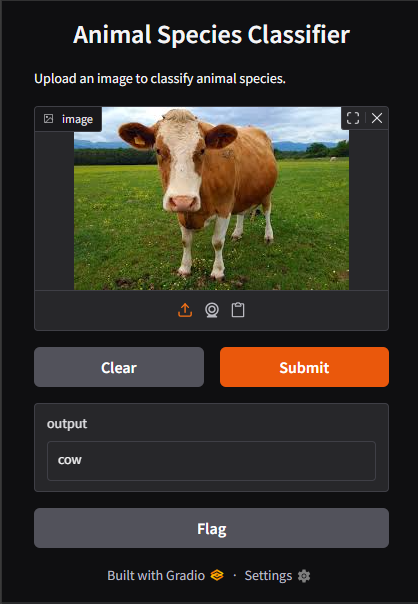 Animal Species Classifier
Upload an image to classify animal species.
image
Clear
Submit
output
cow
Flag
Built with Gradio · Settings